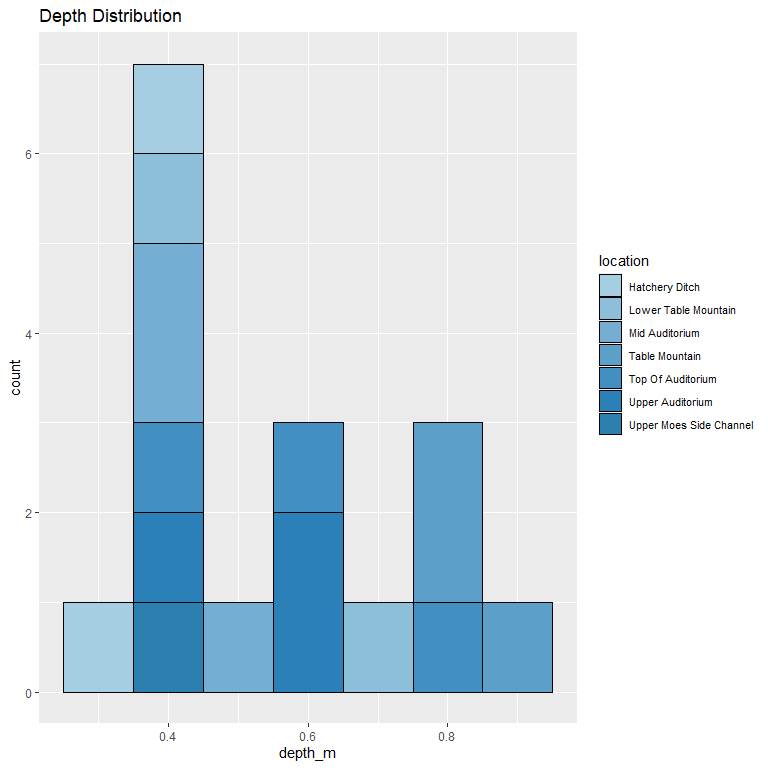 Depth Distribution
6
4
2
0
count
0.4
0.6
0.8
depth_m
location
Hatchery Ditch
Lower Table Mountain
Mid Auditorium
Table Mountain
Top Of Auditorium
Upper Auditorium
Upper Moes Side Channel